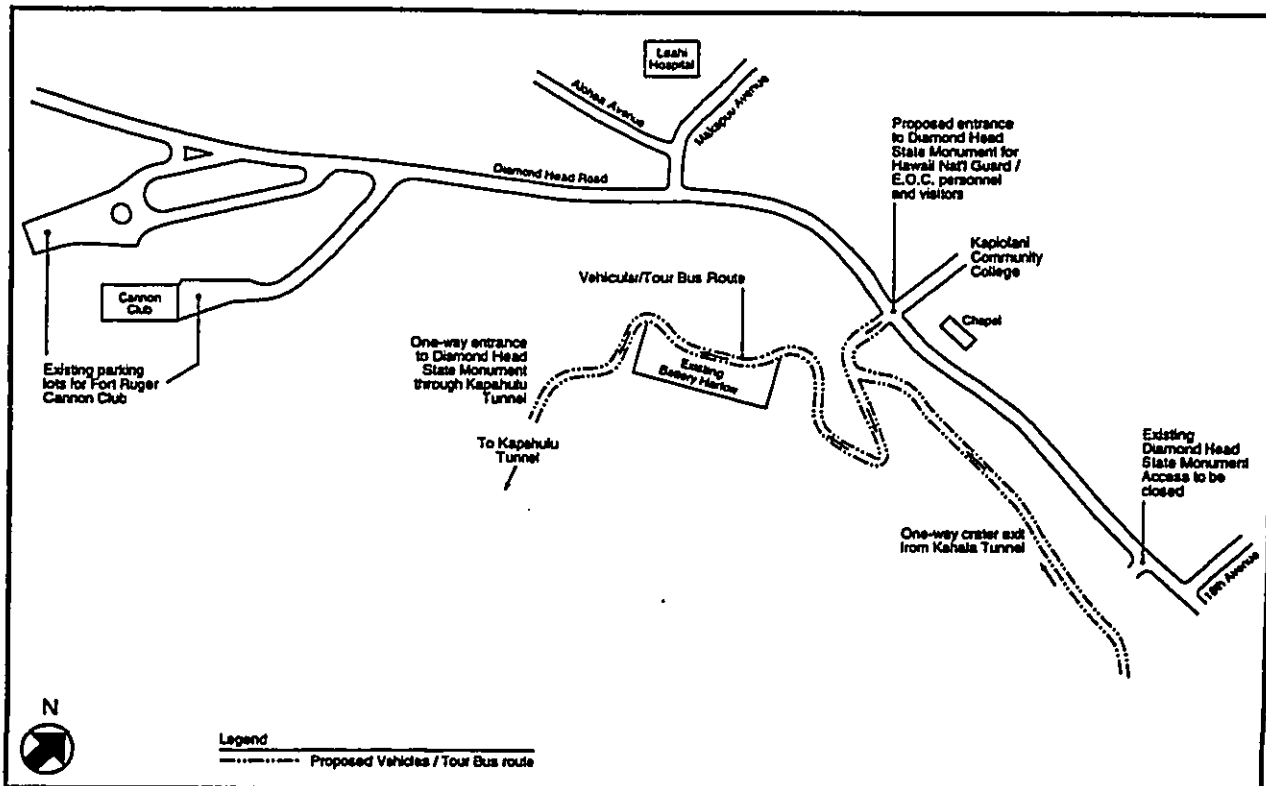 Leahi
Hospital
Alohea Avenue
Makapuu Avenue
Diamond Head Road
Proposed entrance
to Diamond Head
State Monument for
Hawaii Nat'l Guard /
E.O.C. personnel
and visitors
Kapiolani
Community
College
Chapel
Vehicular/Tour Bus Route
Cannon
Club
Existing parking
lots for Fort Ruger
Cannon Club
One-way entrance
to Diamond Head
State Monument
through Kapahulu
Tunnel
Existing
Battery Harlow
To Kapahulu
Tunnel
Existing
Diamond Head
State Monument
Access to be
closed
One-way crater exit
from Kahala Tunnel
18th Avenue
N
Legend
Proposed Vehicles / Tour Bus route